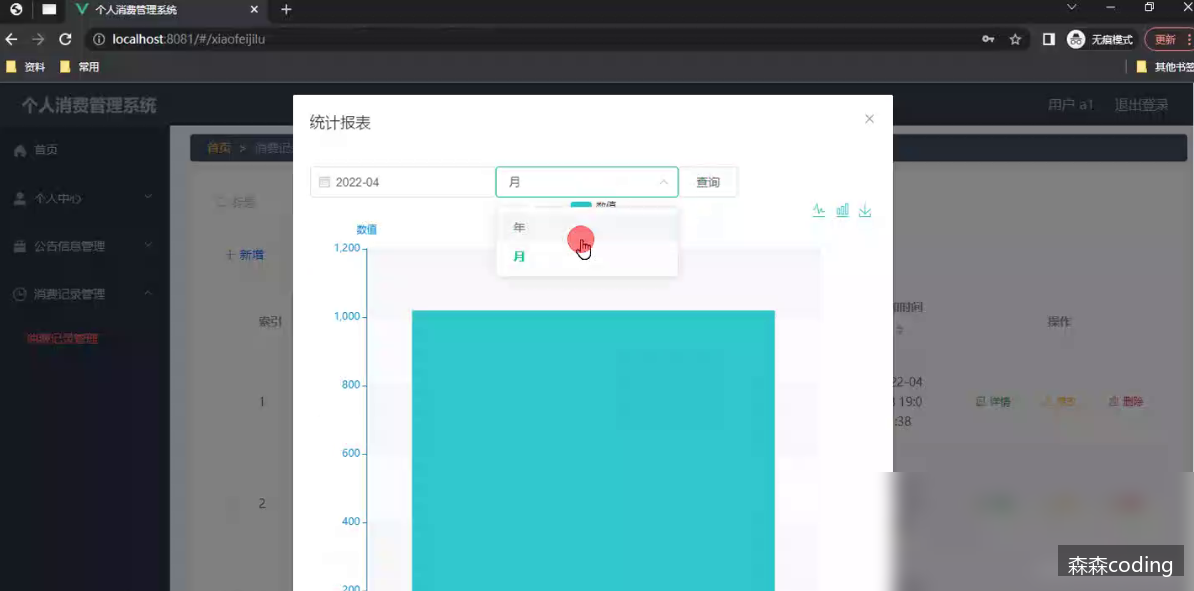 个人消费管理系统
localhost:8081/#/xiaofeijilu
无痕模式
更新
资料
常用
其他书签
个人消费管理系统
用户 a1
退出登录
统计报表
首页
首页 > 消费记
2022-04
月
查询
个人中心
标题
数值
年
月
数值
公告信息管理
新增
1,200
消费记录管理
1,000
索引
操作
消费记录管理
800
22-04
1
19:0
详情
修改
删除
:38
600
2
400
200
森森coding